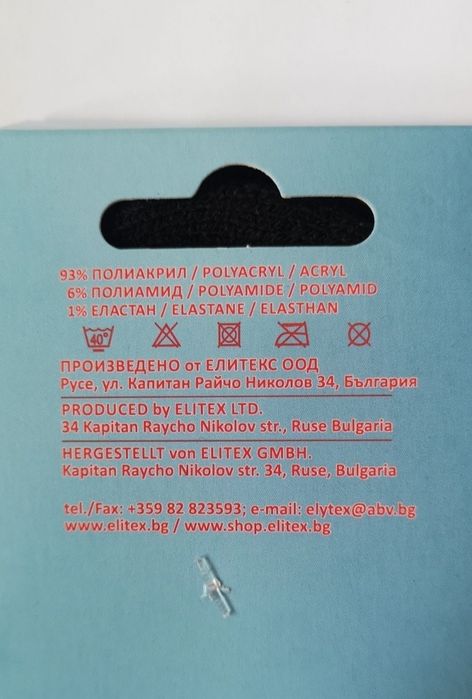 93% ПОЛИАКРИЛ / POLYACRYL / ACRYL
6% ПОЛИАМИД / POLYAMIDE / POLYAMID
1% ЕЛАСТАН / ELASTANE / ELASTHAN
40°
ПРОИЗВЕДЕНО от ЕЛИТЕКС ООД
Русе, ул. Капитан Райчо Николов 34, България
PRODUCED by ELITEX LTD.
34 Kapitan Raycho Nikolov str., Ruse Bulgaria
HERGESTELLT von ELITEX GMBH.
Kapitan Raycho Nikolov str. 34, Ruse, Bulgaria
tel./Fax: +359 82 823593; e-mail: elytex@abv.bg
www.elitex.bg / www.shop.elitex.bg